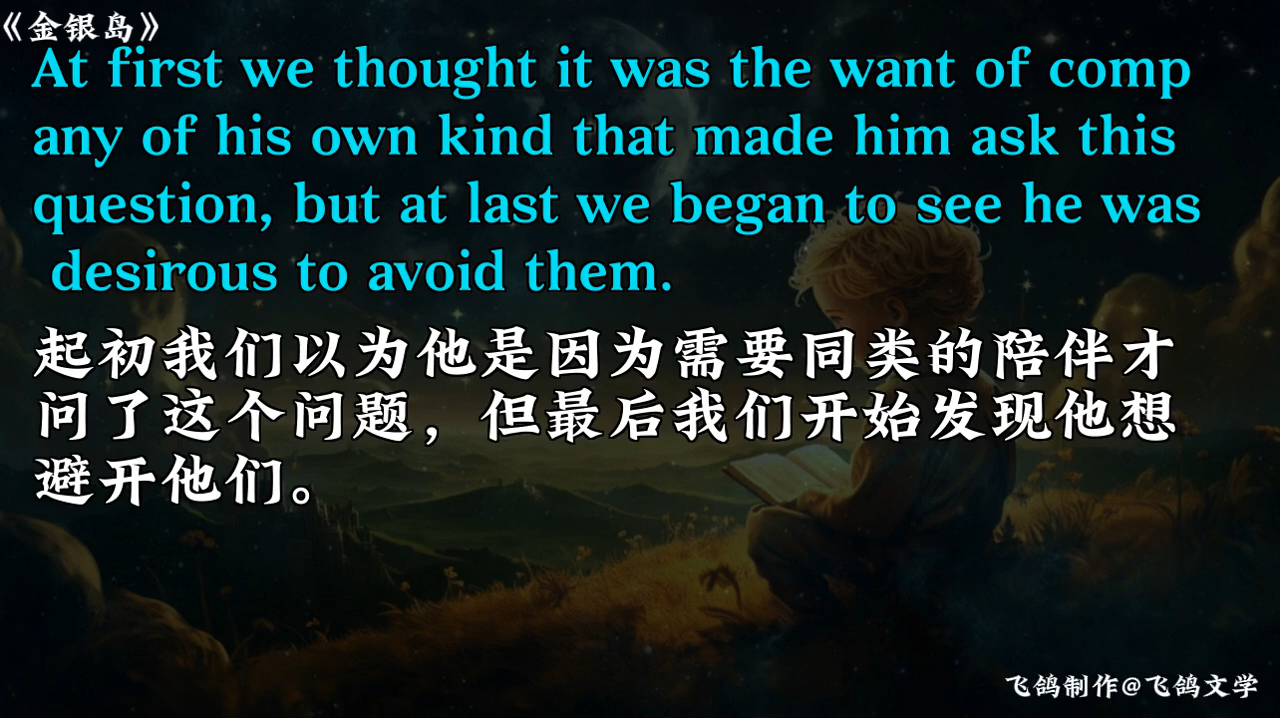 《金银岛》
At first we thought it was the want of comp
any of his own kind that made him ask this
question, but at last we began to see he was
desirous to avoid them.
起初我们以为他是因为需要同类的陪伴才
问了这个问题，但最后我们开始发现他想
避开他们。
飞鸽制作@飞鸽文学